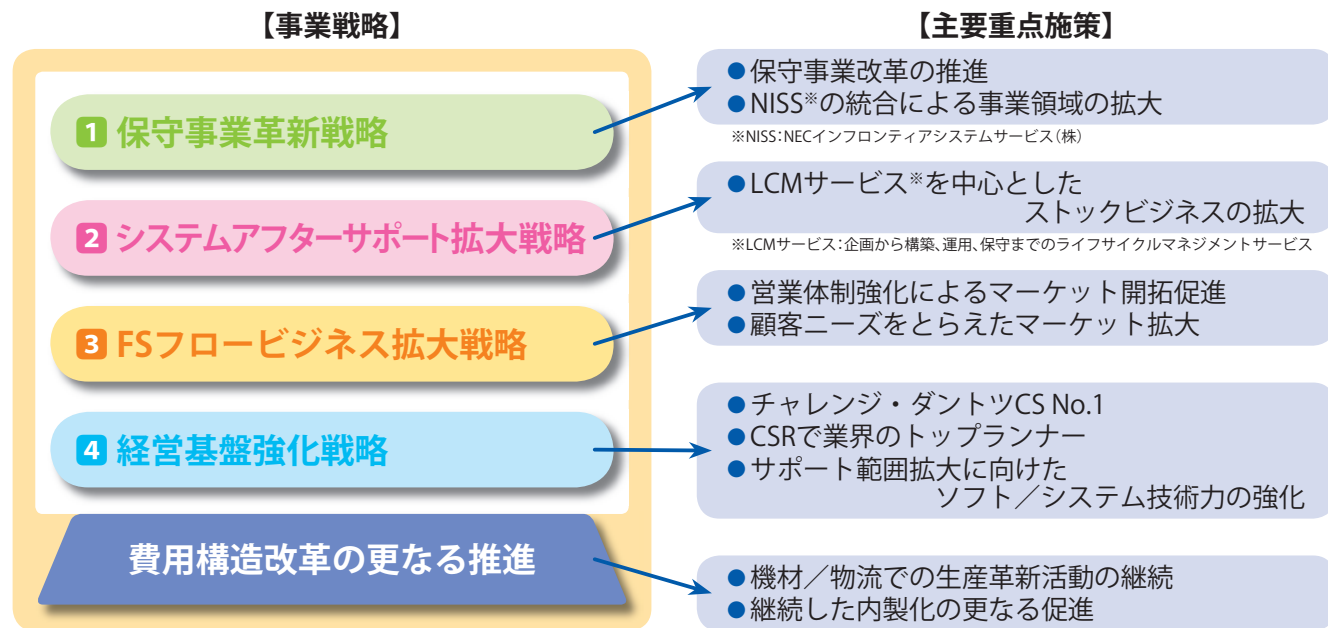 【事業戦略】
1 保守事業革新戦略
2 システムアフターサポート拡大戦略
3 FSフロービジネス拡大戦略
4 経営基盤強化戦略
費用構造改革の更なる推進
【主要重点施策】
●保守事業改革の推進
●NISS※の統合による事業領域の拡大
※NISS：NECインフロンティアシステムサービス（株）
●LCMサービス※を中心とした
ストックビジネスの拡大
※LCMサービス：企画から構築、運用、保守までのライフサイクルマネジメントサービス
●営業体制強化によるマーケット開拓促進
●顧客ニーズをとらえたマーケット拡大
●チャレンジ・ダントツCS No.1
●CSRで業界のトップランナー
●サポート範囲拡大に向けた
ソフト／システム技術力の強化
●機材／物流での生産革新活動の継続
●継続した内製化の更なる促進